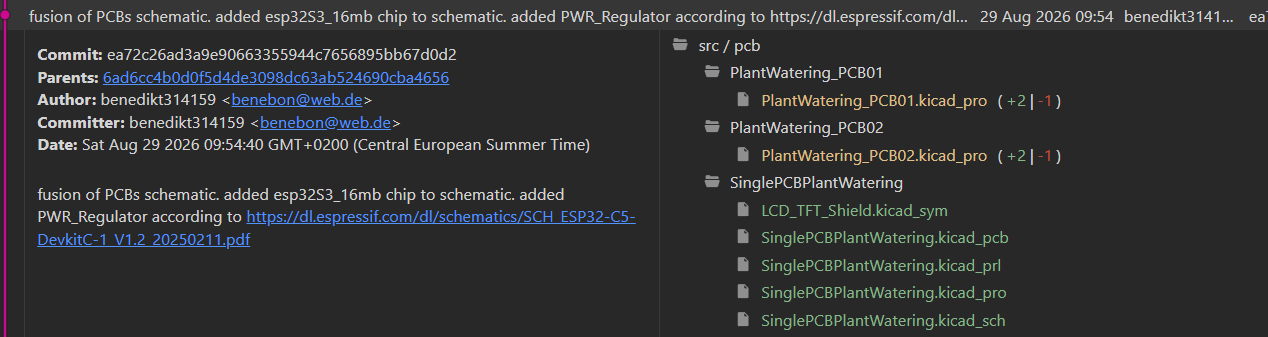 fusion of PCBs schematic. added esp32S3_16mb chip to schematic. added PWR_Regulator according to https://dl.espressif.com/dl... 29 Aug 2026 09:54 benedikt3141... ea7
Commit: ea72c26ad3a9e90663355944c7656895bb67d0d2
Parents: 6ad6cc4b0d0f5d4de3098dc63ab524690cba4656
Author: benedikt314159 <benebon@web.de>
Committer: benedikt314159 <benebon@web.de>
Date: Sat Aug 29 2026 09:54:40 GMT+0200 (Central European Summer Time)
fusion of PCBs schematic. added esp32S3_16mb chip to schematic. added
PWR_Regulator according to https://dl.espressif.com/dl/schematics/SCH_ESP32-C5-
DevkitC-1_V1.2_20250211.pdf
src / pcb
PlantWatering_PCB01
PlantWatering_PCB01.kicad_pro ( +2 | -1 )
PlantWatering_PCB02
PlantWatering_PCB02.kicad_pro ( +2 | -1 )
SinglePCBPlantWatering
LCD_TFT_Shield.kicad_sym
SinglePCBPlantWatering.kicad_pcb
SinglePCBPlantWatering.kicad_prl
SinglePCBPlantWatering.kicad_pro
SinglePCBPlantWatering.kicad_sch